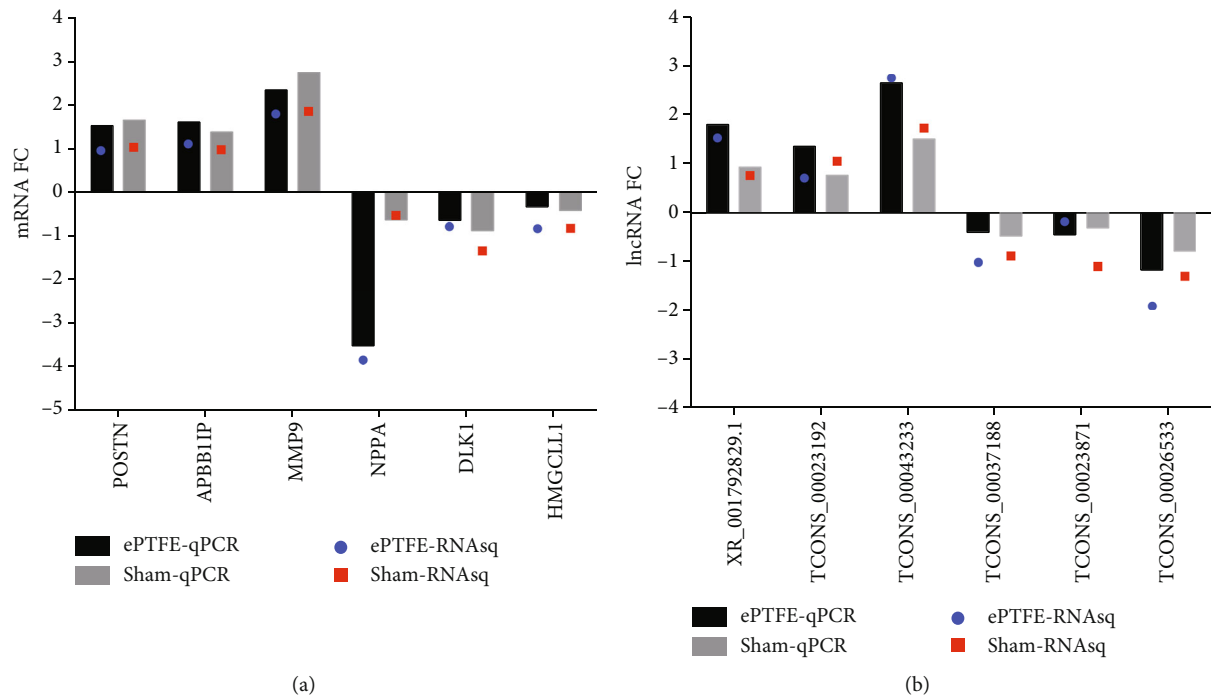 4
3
2
1
0
–1
–2
–3
–4
–5
mRNA FC
POSTN
APBB1IP
MMP9
NPPA
DLK1
HMGCLL1
ePTFE-qPCR
Sham-qPCR
ePTFE-RNAsq
Sham-RNAsq
(a)
4
3
2
1
0
–1
–2
–3
–4
lncRNA FC
XR_001792829.1
TCONS_00023192
TCONS_00043233
TCONS_00037188
TCONS_00023871
TCONS_00026533
ePTFE-qPCR
Sham-qPCR
ePTFE-RNAsq
Sham-RNAsq
(b)